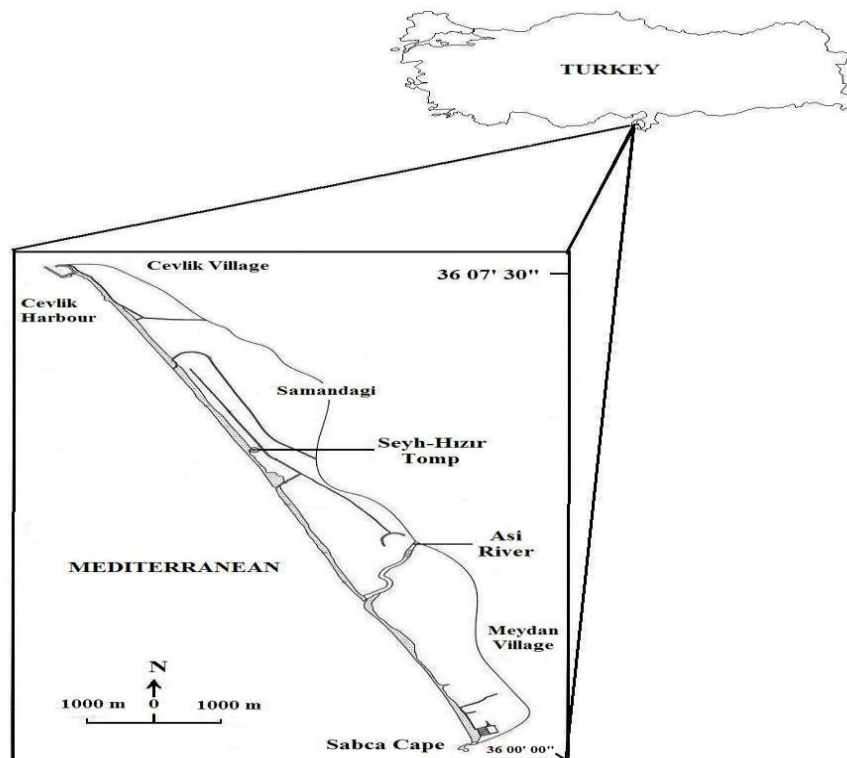 TURKEY
Cevlik Village
36 07' 30"
Cevlik
Harbour
Samandagi
Seyh-Hızır
Tomp
Asi
River
MEDITERRANEAN
Meydan
Village
N
1000 m 0 1000 m
Sabca Cape
36 00' 00"